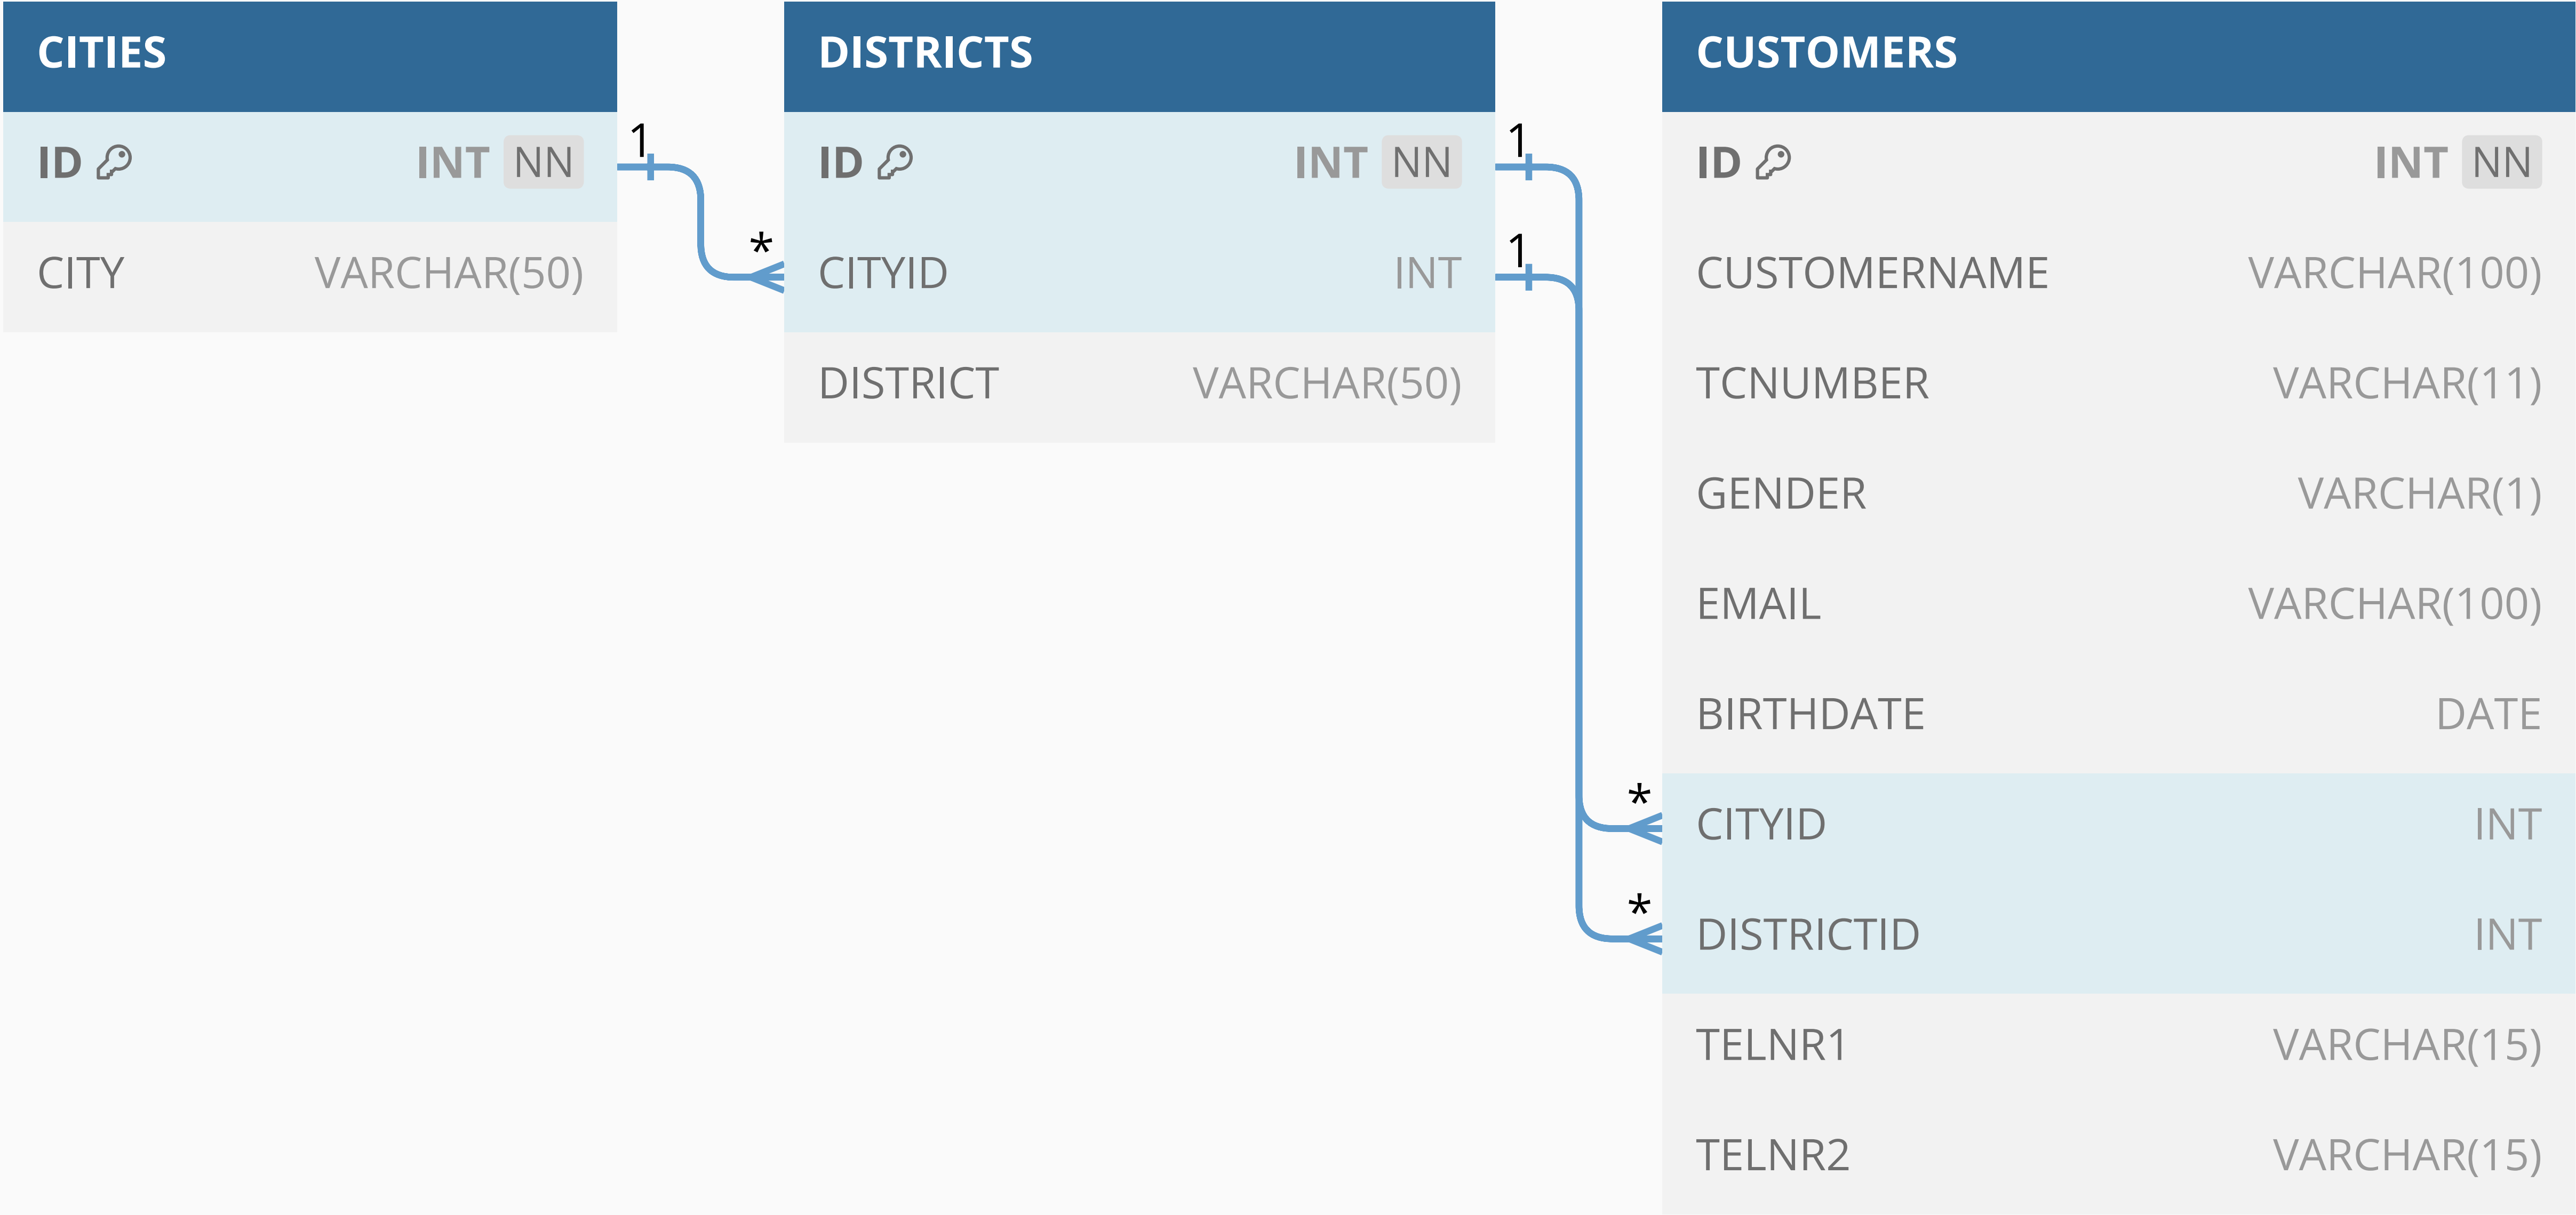 CITIES
ID INT NN
CITY VARCHAR(50)
1
*
DISTRICTS
ID INT NN
CITYID INT
DISTRICT VARCHAR(50)
1
1
*
*
CUSTOMERS
ID INT NN
CUSTOMERNAME VARCHAR(100)
TCNUMBER VARCHAR(11)
GENDER VARCHAR(1)
EMAIL VARCHAR(100)
BIRTHDATE DATE
CITYID INT
DISTRICTID INT
TELNR1 VARCHAR(15)
TELNR2 VARCHAR(15)